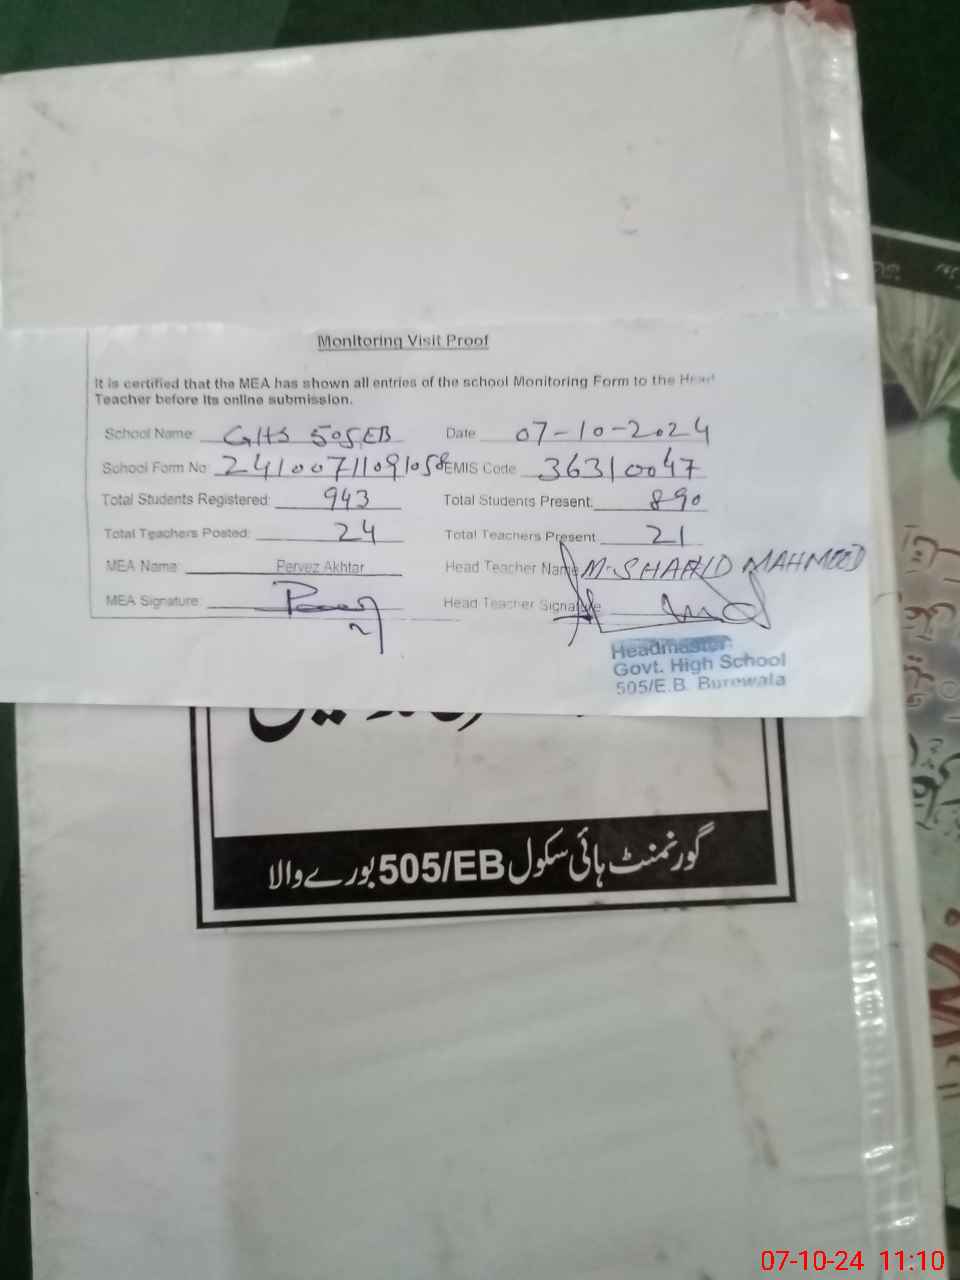 Monitoring Visit Proof
It is certified that the MEA has shown all entries of the school Monitoring Form to the Head
Teacher before its online submission.
School Name: GHS 505,EB Date 07-10-2024
School Form No: 241007110911058 EMIS Code 36310047
Total Students Registered: 943 Total Students Present: 890
Total Teachers Posted: 24 Total Teachers Present 21
MEA Name: Pervez Akhtar Head Teacher Name M. SHAFIQ MAHMOOD
MEA Signature: Head Teacher Signature
Headmaster
Govt. High School
505/E.B. Burewala
گورنمنٹ ہائی سکول 505/EB بورے والا
07-10-24 11:10